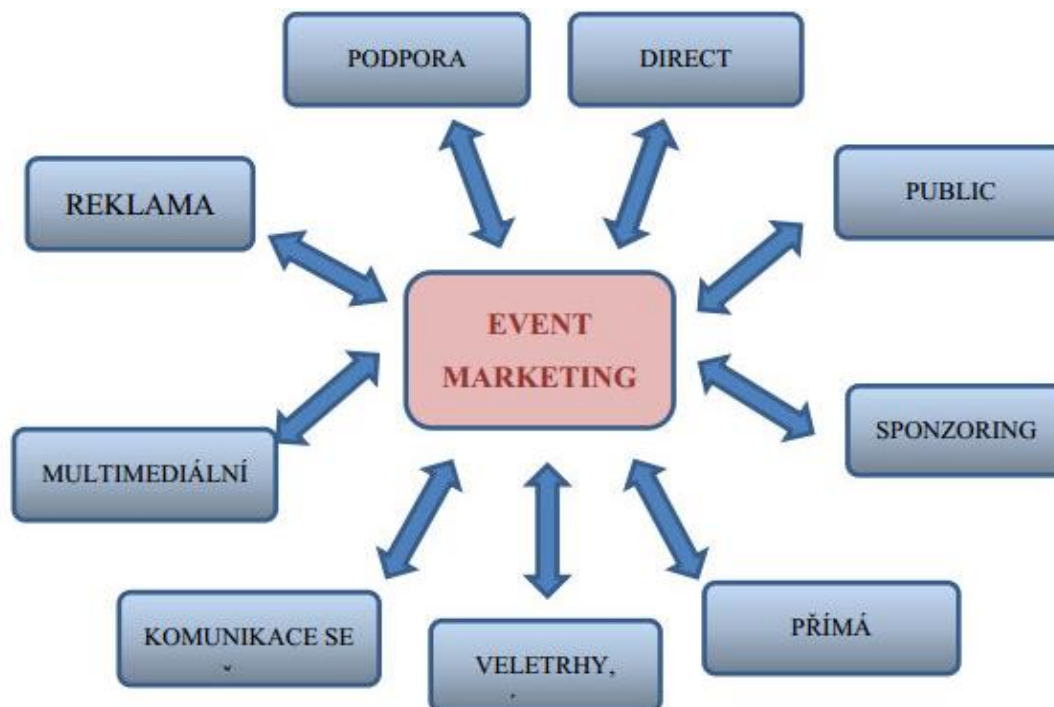 PODPORA
DIRECT
REKLAMA
PUBLIC
EVENT
MARKETING
MULTIMEDIÁLNÍ
SPONZORING
KOMUNIKACE SE
VELETRHY,
PŘÍMÁ